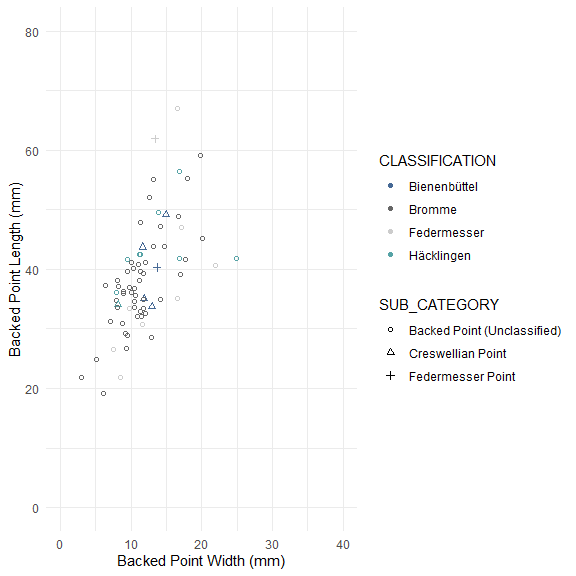 80
60
40
20
0
Backed Point Length (mm)
0 10 20 30 40
Backed Point Width (mm)
CLASSIFICATION
Bienenbüttel
Bromme
Federmesser
Häcklingen
SUB_CATEGORY
Backed Point (Unclassified)
Creswellian Point
Federmesser Point